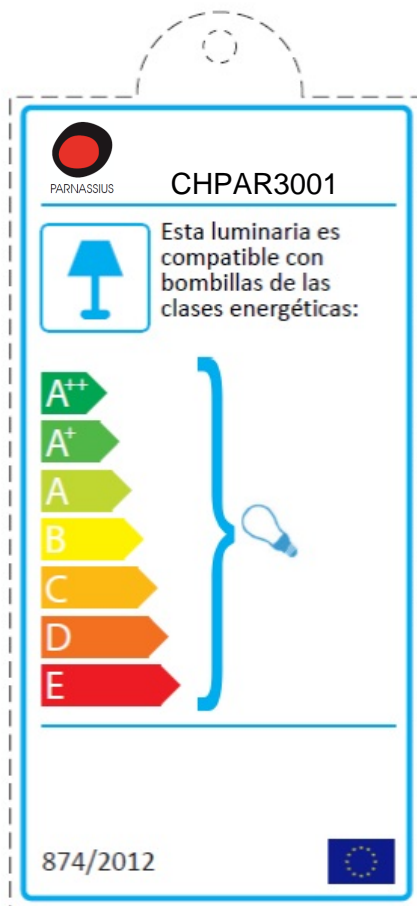 PARNASSIUS
CHPAR3001
Esta luminaria es
compatible con
bombillas de las
clases energéticas:
A++
A+
A
B
C
D
E
874/2012